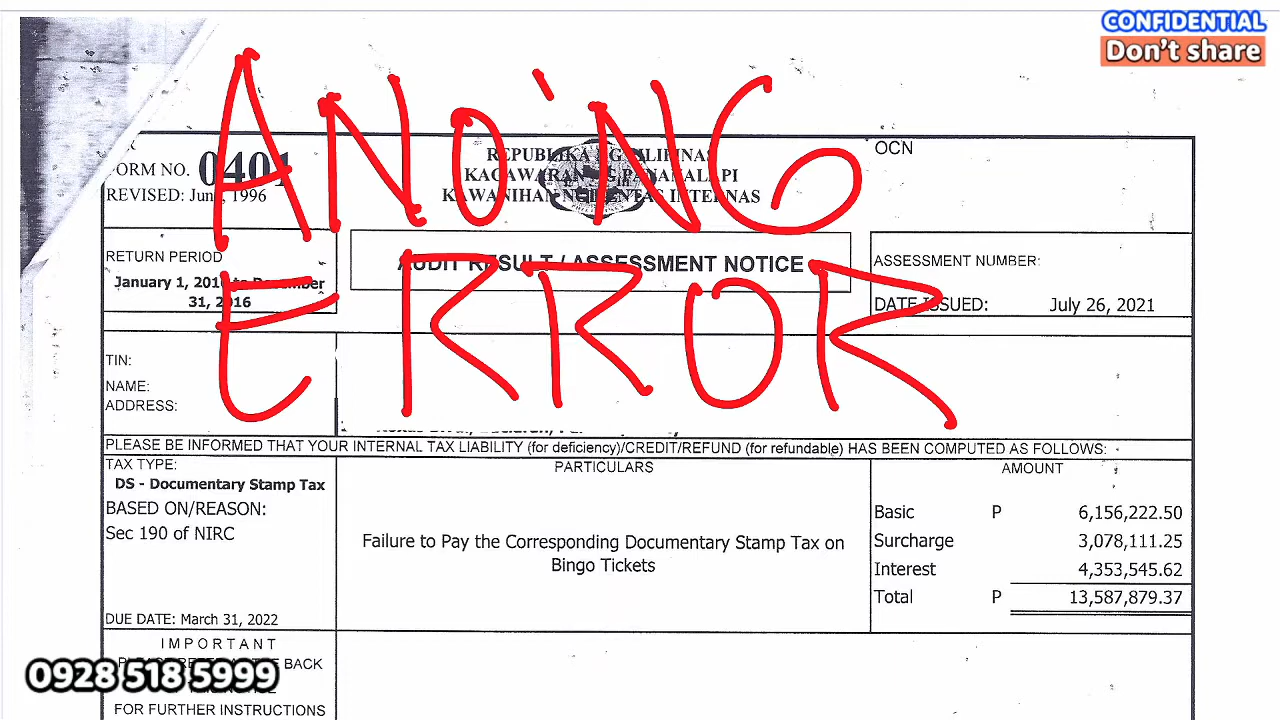 CONFIDENTIAL
Don't share
ANO'NG
ERROR
FORM NO. 0401
REVISED: June, 1996
REPUBLIKA NG PILIPINAS
KAGAWARAN NG PANANALAPI
KAWANIHAN NG RENTAS INTERNAS
OCN
RETURN PERIOD
January 1, 2016 to December
31, 2016
AUDIT RESULT / ASSESSMENT NOTICE
ASSESSMENT NUMBER:
DATE ISSUED: July 26, 2021
TIN:
NAME:
ADDRESS:
PLEASE BE INFORMED THAT YOUR INTERNAL TAX LIABILITY (for deficiency)/CREDIT/REFUND (for refundable) HAS BEEN COMPUTED AS FOLLOWS:
TAX TYPE:
DS - Documentary Stamp Tax
BASED ON/REASON:
Sec 190 of NIRC
DUE DATE: March 31, 2022
PARTICULARS
Failure to Pay the Corresponding Documentary Stamp Tax on
Bingo Tickets
AMOUNT
Basic P 6,156,222.50
Surcharge 3,078,111.25
Interest 4,353,545.62
Total P 13,587,879.37
IMPORTANT
BACK
0928 518 5999
FOR FURTHER INSTRUCTIONS